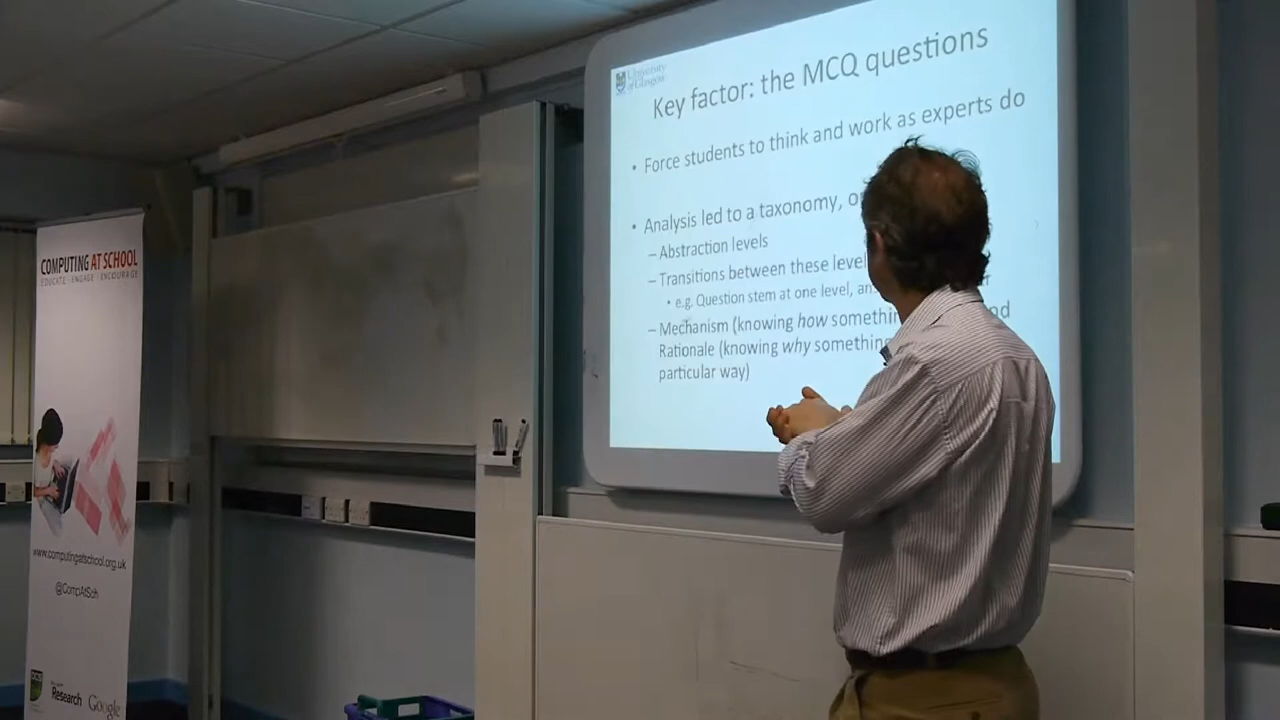 University
of Glasgow
Key factor: the MCQ questions
• Force students to think and work as experts do
• Analysis led to a taxonomy, o
– Abstraction levels
– Transitions between these level
• e.g. Question stem at one level, an
– Mechanism (knowing how somethin nd
Rationale (knowing why something
particular way)
COMPUTING AT SCHOOL
EDUCATE · ENGAGE · ENCOURAGE
www.computingatschool.org.uk
@CompAtSch
Research
Google